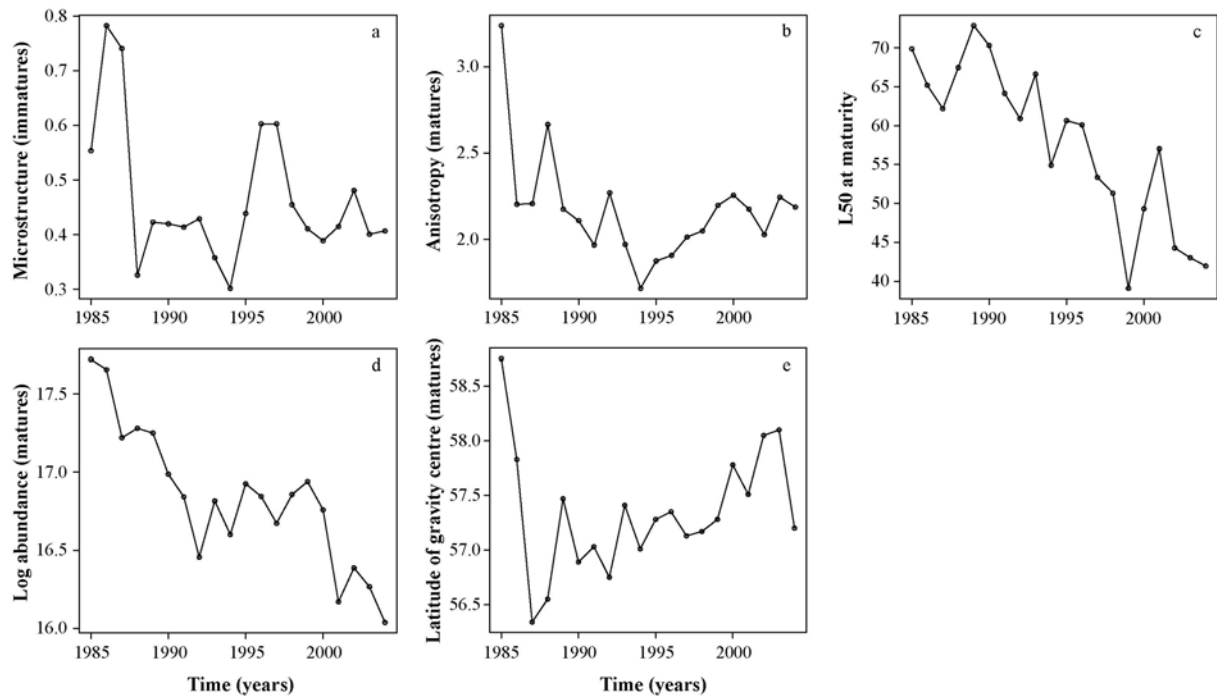 a
Microstructure (immatures)
0.8
0.7
0.6
0.5
0.4
0.3
1985 1990 1995 2000
b
Anisotropy (matures)
3.0
2.6
2.2
2.0
1985 1990 1995 2000
c
L50 at maturity
70
65
60
55
50
45
40
1985 1990 1995 2000
d
Log abundance (matures)
17.5
17.0
16.5
16.0
1985 1990 1995 2000
Time (years)
e
Latitude of gravity centre (matures)
58.5
58.0
57.5
57.0
56.5
1985 1990 1995 2000
Time (years)